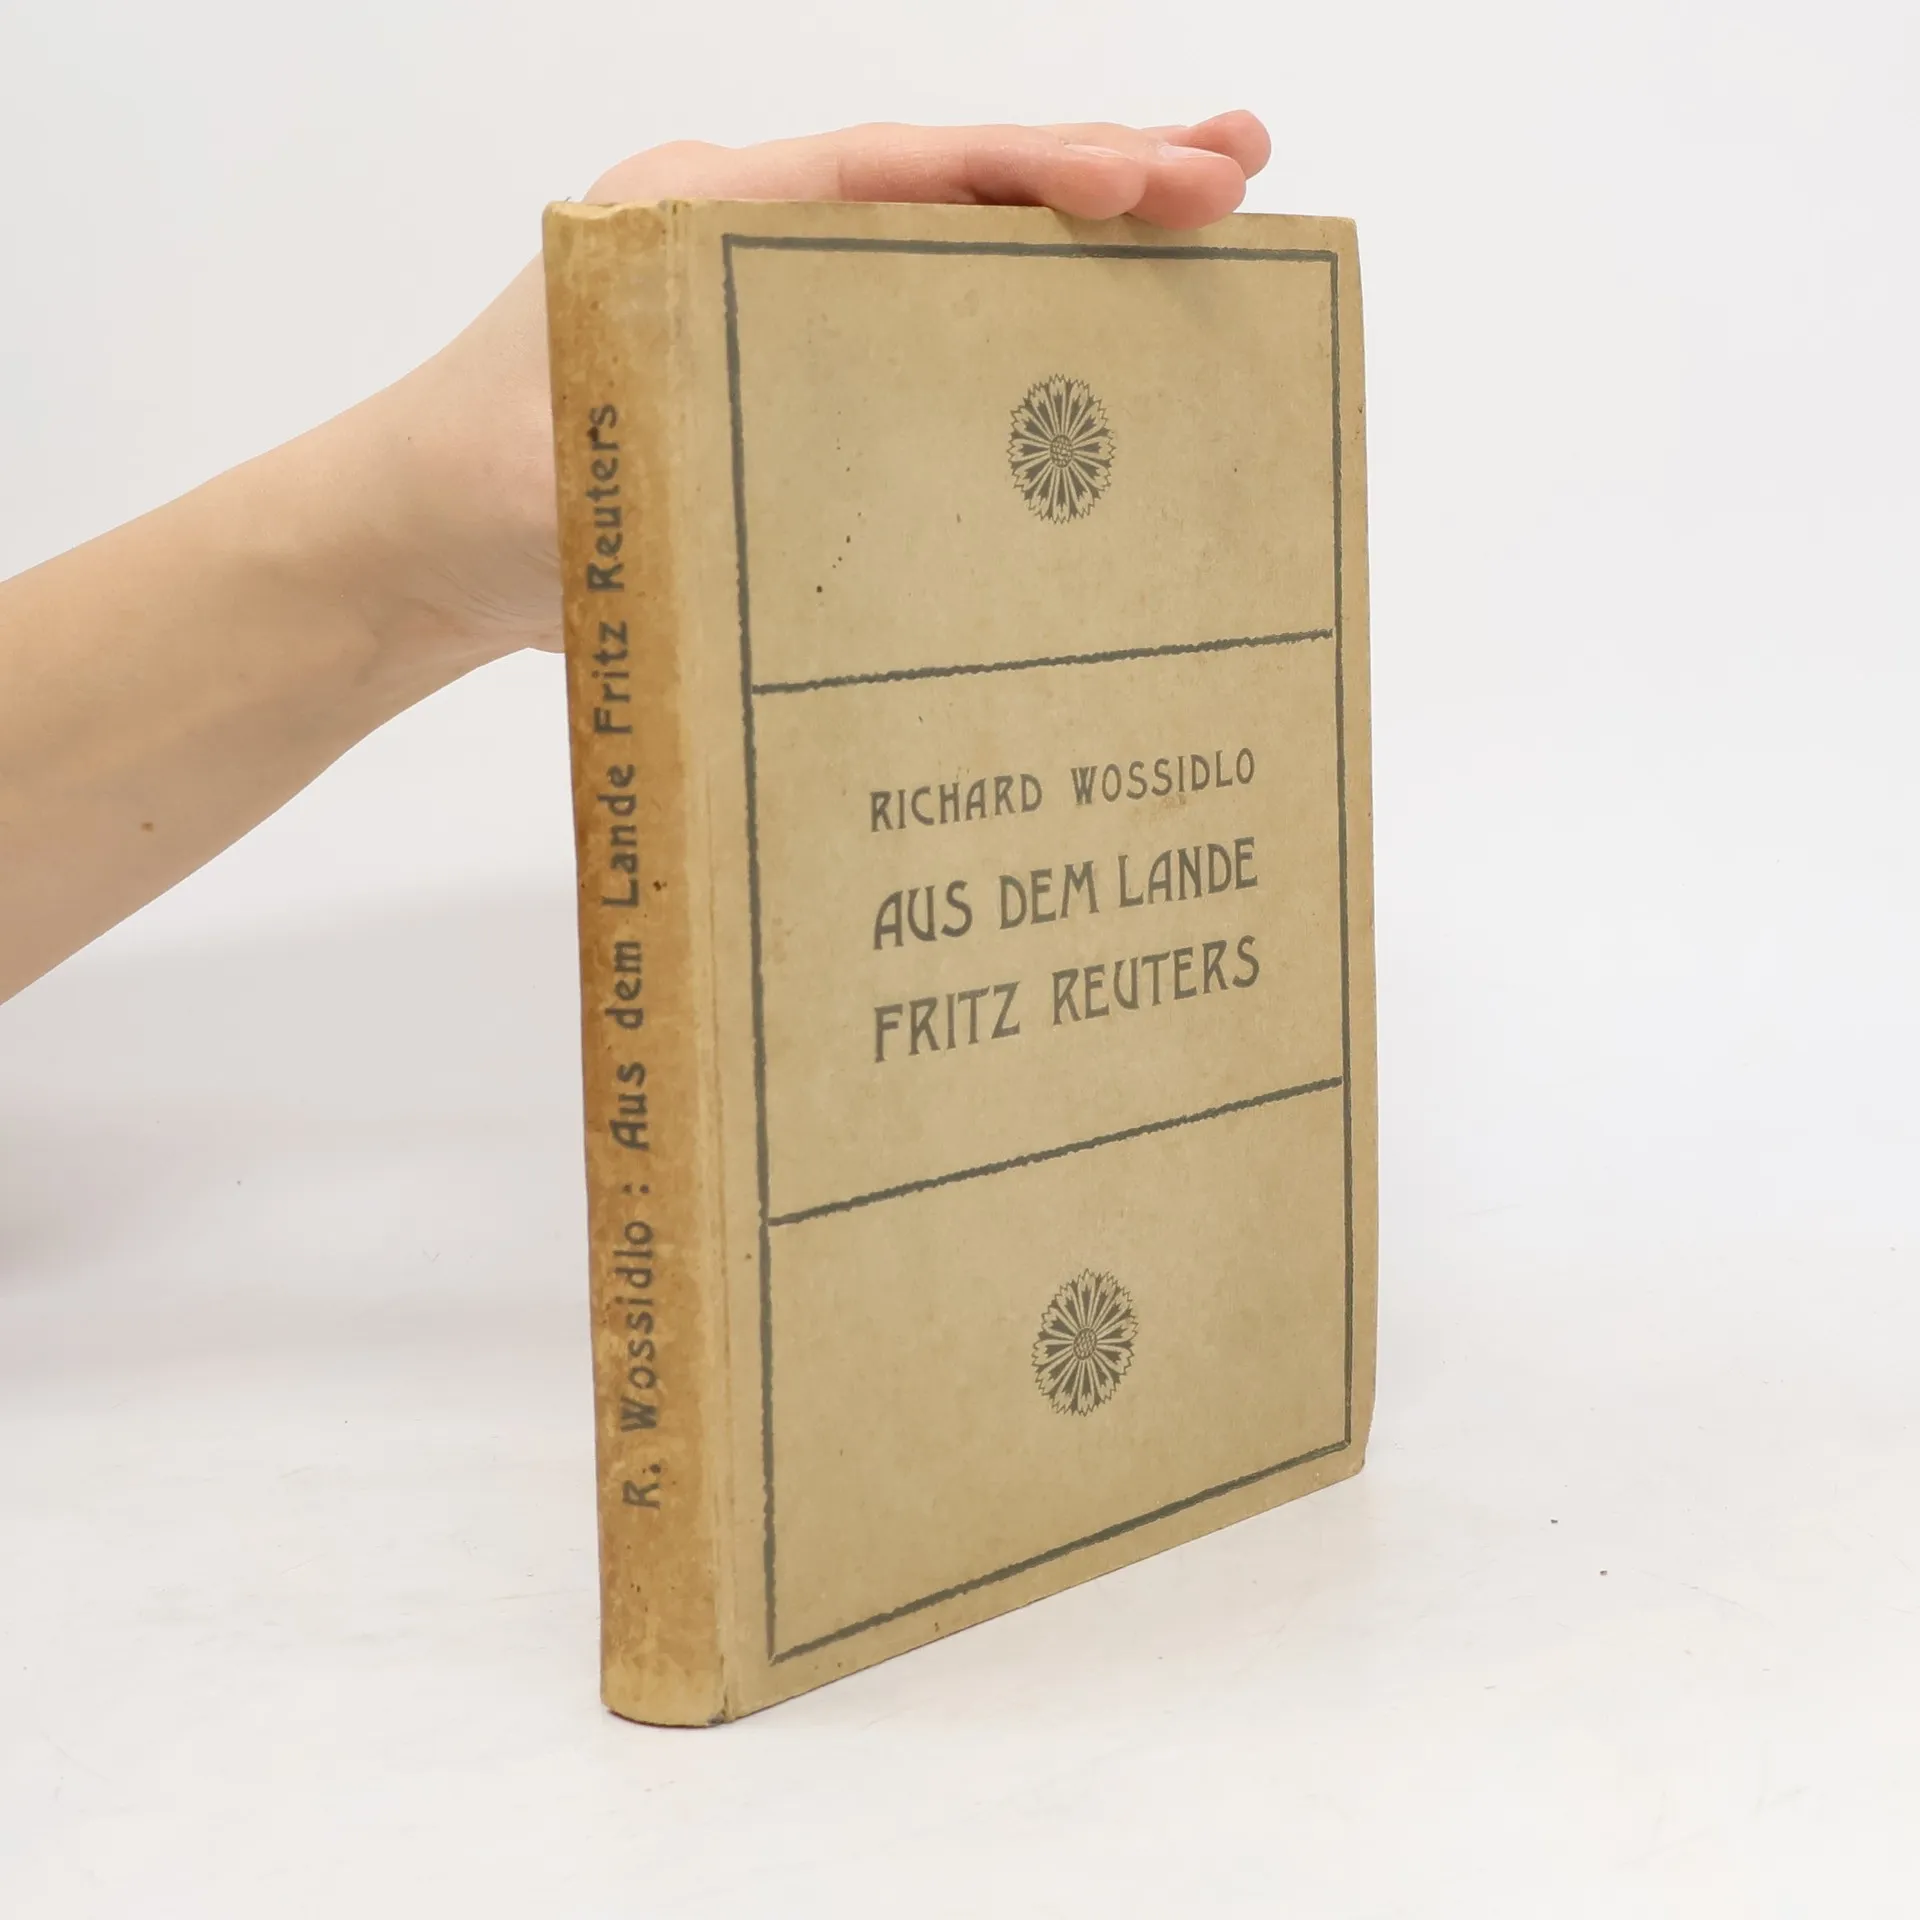 R. Wossidlo : Aus dem Lande Fritz Reuters
RICHARD WOSSIDLO
AUS DEM LANDE
FRITZ REUTERS